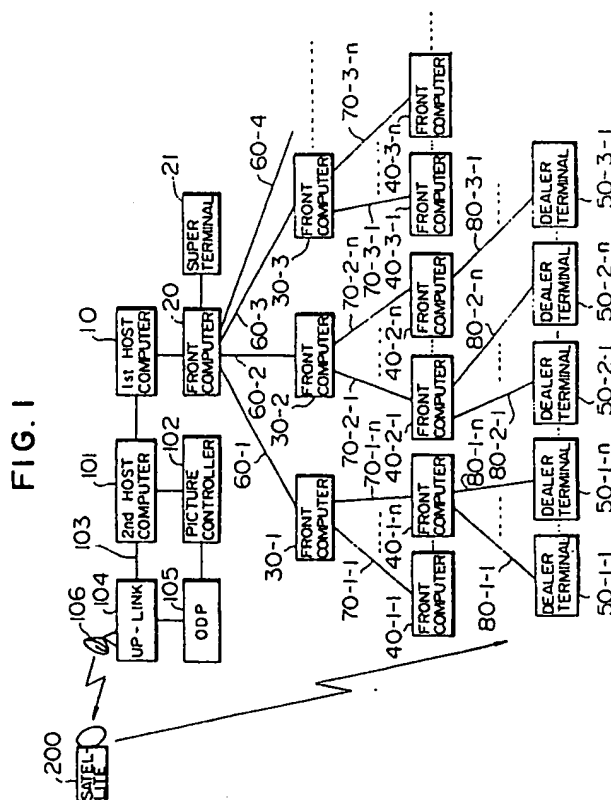 FIG. 1
200
SATEL-
LITE
106
104
UP-LINK
103
105
ODP
101
2nd HOST
COMPUTER
102
PICTURE
CONTROLLER
10
1st HOST
COMPUTER
20
FRONT
COMPUTER
21
SUPER
TERMINAL
60-1
60-2
60-3
60-4
30-1
FRONT
COMPUTER
30-2
FRONT
COMPUTER
30-3
FRONT
COMPUTER
70-1-1
70-1-n
70-2-1
70-2-n
70-3-1
70-3-n
40-1-1
FRONT
COMPUTER
40-1-n
FRONT
COMPUTER
40-2-1
FRONT
COMPUTER
40-2-n
FRONT
COMPUTER
40-3-1
FRONT
COMPUTER
40-3-n
FRONT
COMPUTER
80-1-1
80-1-n
80-2-1
80-2-n
80-3-1
DEALER
TERMINAL
50-1-1
DEALER
TERMINAL
50-1-n
DEALER
TERMINAL
50-2-1
DEALER
TERMINAL
50-2-n
DEALER
TERMINAL
50-3-1